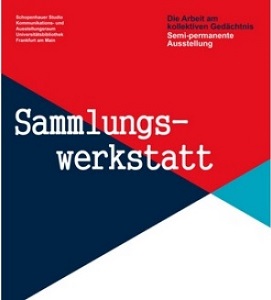 Schopenhauer Studio
Kommunikations- und
Ausstellungsraum
Universitätsbibliothek
Frankfurt am Main
Die Arbeit am
kollektiven Gedächtnis
Semi-permanente
Ausstellung
Sammlungs-
werkstatt